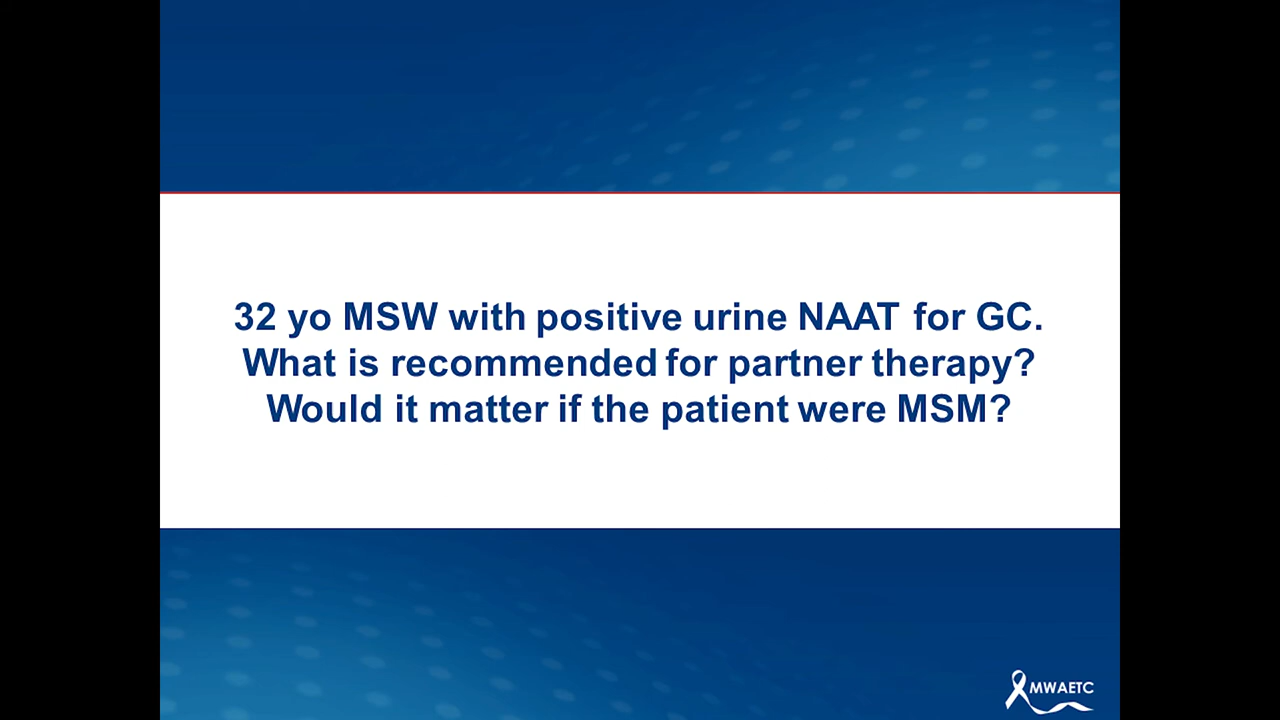 32 yo MSW with positive urine NAAT for GC.
What is recommended for partner therapy?
Would it matter if the patient were MSM?
MWAETC